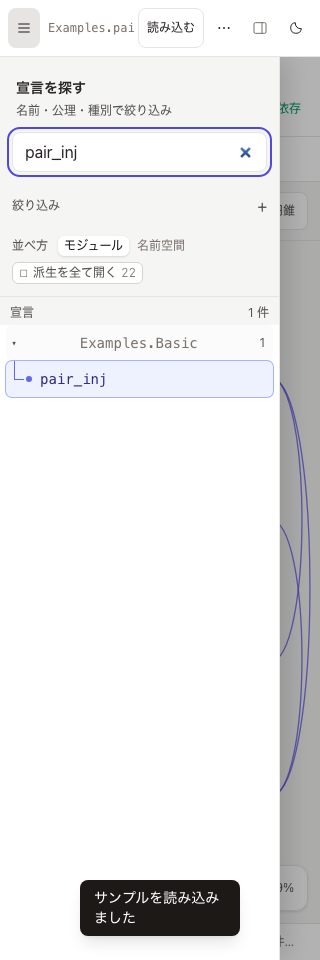 Examples.pai
読み込む
依存
宣言を探す
名前・公理・種別で絞り込み
pair_inj
絞り込み
並べ方 モジュール 名前空間
派生を全て開く 22
宣言 1 件
Examples.Basic 1
pair_inj
9%
サンプルを読み込み
ました